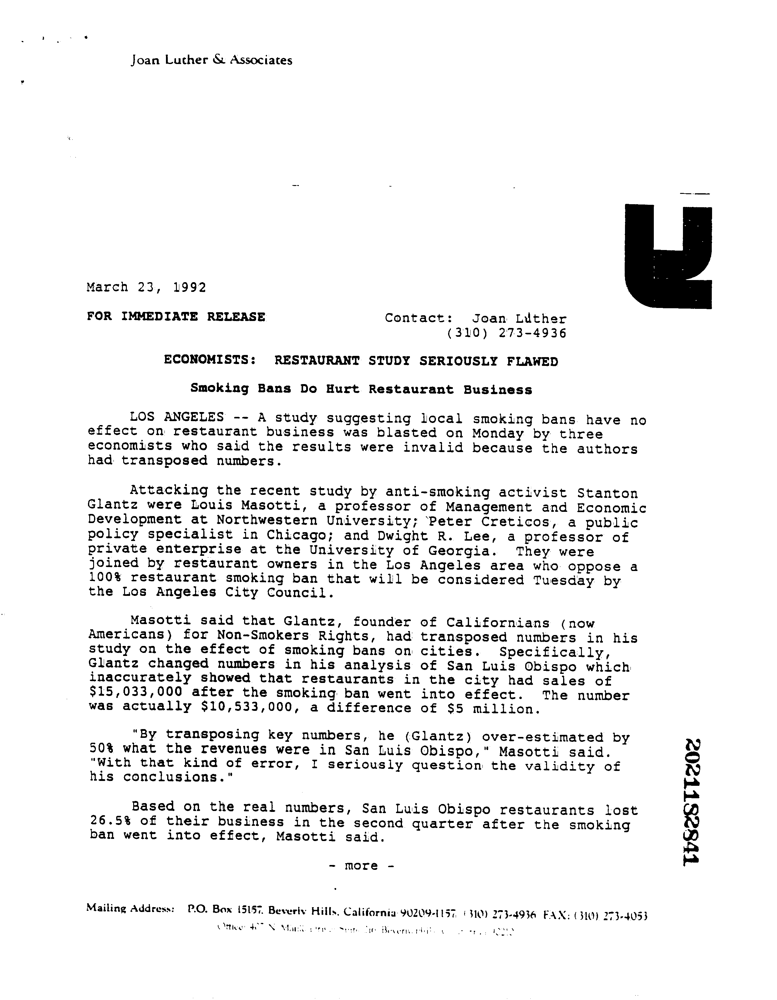 Joan Luther & Associates
March 23, 1992
FOR IMMEDIATE RELEASE Contact: Joan Luther
(310) 273-4936
ECONOMISTS: RESTAURANT STUDY SERIOUSLY FLAWED
Smoking Bans Do Hurt Restaurant Business
LOS ANGELES -- A study suggesting local smoking bans have no
effect on restaurant business was blasted on Monday by three
economists who said the results were invalid because the authors
had transposed numbers.
Attacking the recent study by anti-smoking activist Stanton
Glantz were Louis Masotti, a professor of Management and Economic
Development at Northwestern University; Peter Creticos, a public
policy specialist in Chicago; and Dwight R. Lee, a professor of
private enterprise at the University of Georgia. They were
joined by restaurant owners in the Los Angeles area who oppose a
100% restaurant smoking ban that will be considered Tuesday by
the Los Angeles City Council.
Masotti said that Glantz, founder of Californians (now
Americans) for Non-Smokers Rights, had transposed numbers in his
study on the effect of smoking bans on cities. Specifically,
Glantz changed numbers in his analysis of San Luis Obispo which
inaccurately showed that restaurants in the city had sales of
$15,033,000 after the smoking ban went into effect. The number
was actually $10,533,000, a difference of $5 million.
"By transposing key numbers, he (Glantz) over-estimated by
50% what the revenues were in San Luis Obispo," Masotti said.
"With that kind of error, I seriously question the validity of
his conclusions."
Based on the real numbers, San Luis Obispo restaurants lost
26.5% of their business in the second quarter after the smoking
ban went into effect, Masotti said.
- more -
Mailing Address: P.O. Box 15157, Beverly Hills, California 90209-1157 (310) 273-4936 FAX: (310) 273-4053
Office
2021182841